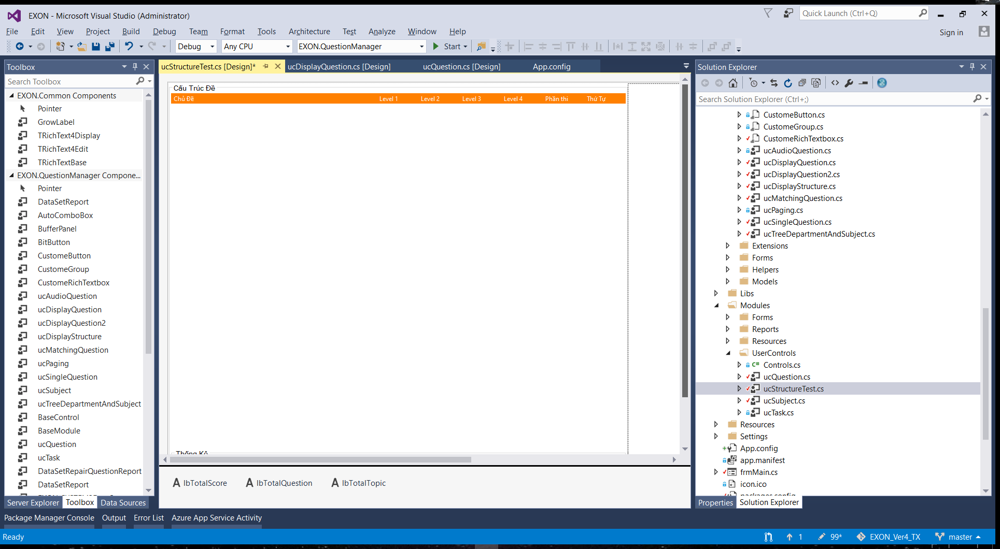 EXON - Microsoft Visual Studio (Administrator)
Quick Launch (Ctrl+Q)
File Edit View Project Build Debug Team Format Tools Architecture Test Analyze Window Help
Sign in
Debug Any CPU EXON.QuestionManager Start
Toolbox
Search Toolbox
EXON.Common Components
Pointer
GrowLabel
TRichText4Display
TRichText4Edit
TRichTextBase
EXON.QuestionManager Compone...
Pointer
DataSetReport
AutoComboBox
BufferPanel
BitButton
CustomeButton
CustomeGroup
CustomeRichTextbox
ucAudioQuestion
ucDisplayQuestion
ucDisplayQuestion2
ucDisplayStructure
ucMatchingQuestion
ucPaging
ucSingleQuestion
ucSubject
ucTreeDepartmentAndSubject
BaseControl
BaseModule
ucQuestion
ucTask
DataSetRepairQuestionReport
DataSetReport
Server Explorer Toolbox Data Sources
ucStructureTest.cs [Design]* ucDisplayQuestion.cs [Design] ucQuestion.cs [Design] App.config
Cấu Trúc Đề
Chủ Đề Level 1 Level 2 Level 3 Level 4 Phần thi Thứ Tự
Thống Kê
lbTotalScore lbTotalQuestion lbTotalTopic
Solution Explorer
Search Solution Explorer (Ctrl+;)
CustomeButton.cs
CustomeGroup.cs
CustomeRichTextbox.cs
ucAudioQuestion.cs
ucDisplayQuestion.cs
ucDisplayQuestion2.cs
ucDisplayStructure.cs
ucMatchingQuestion.cs
ucPaging.cs
ucSingleQuestion.cs
ucTreeDepartmentAndSubject.cs
Extensions
Forms
Helpers
Models
Libs
Modules
Forms
Reports
Resources
UserControls
C# Controls.cs
ucQuestion.cs
ucStructureTest.cs
ucSubject.cs
ucTask.cs
Resources
Settings
App.config
app.manifest
frmMain.cs
icon.ico
packages.config
Properties Solution Explorer
Package Manager Console Output Error List Azure App Service Activity
Ready
1 99* EXON_Ver4_TX master